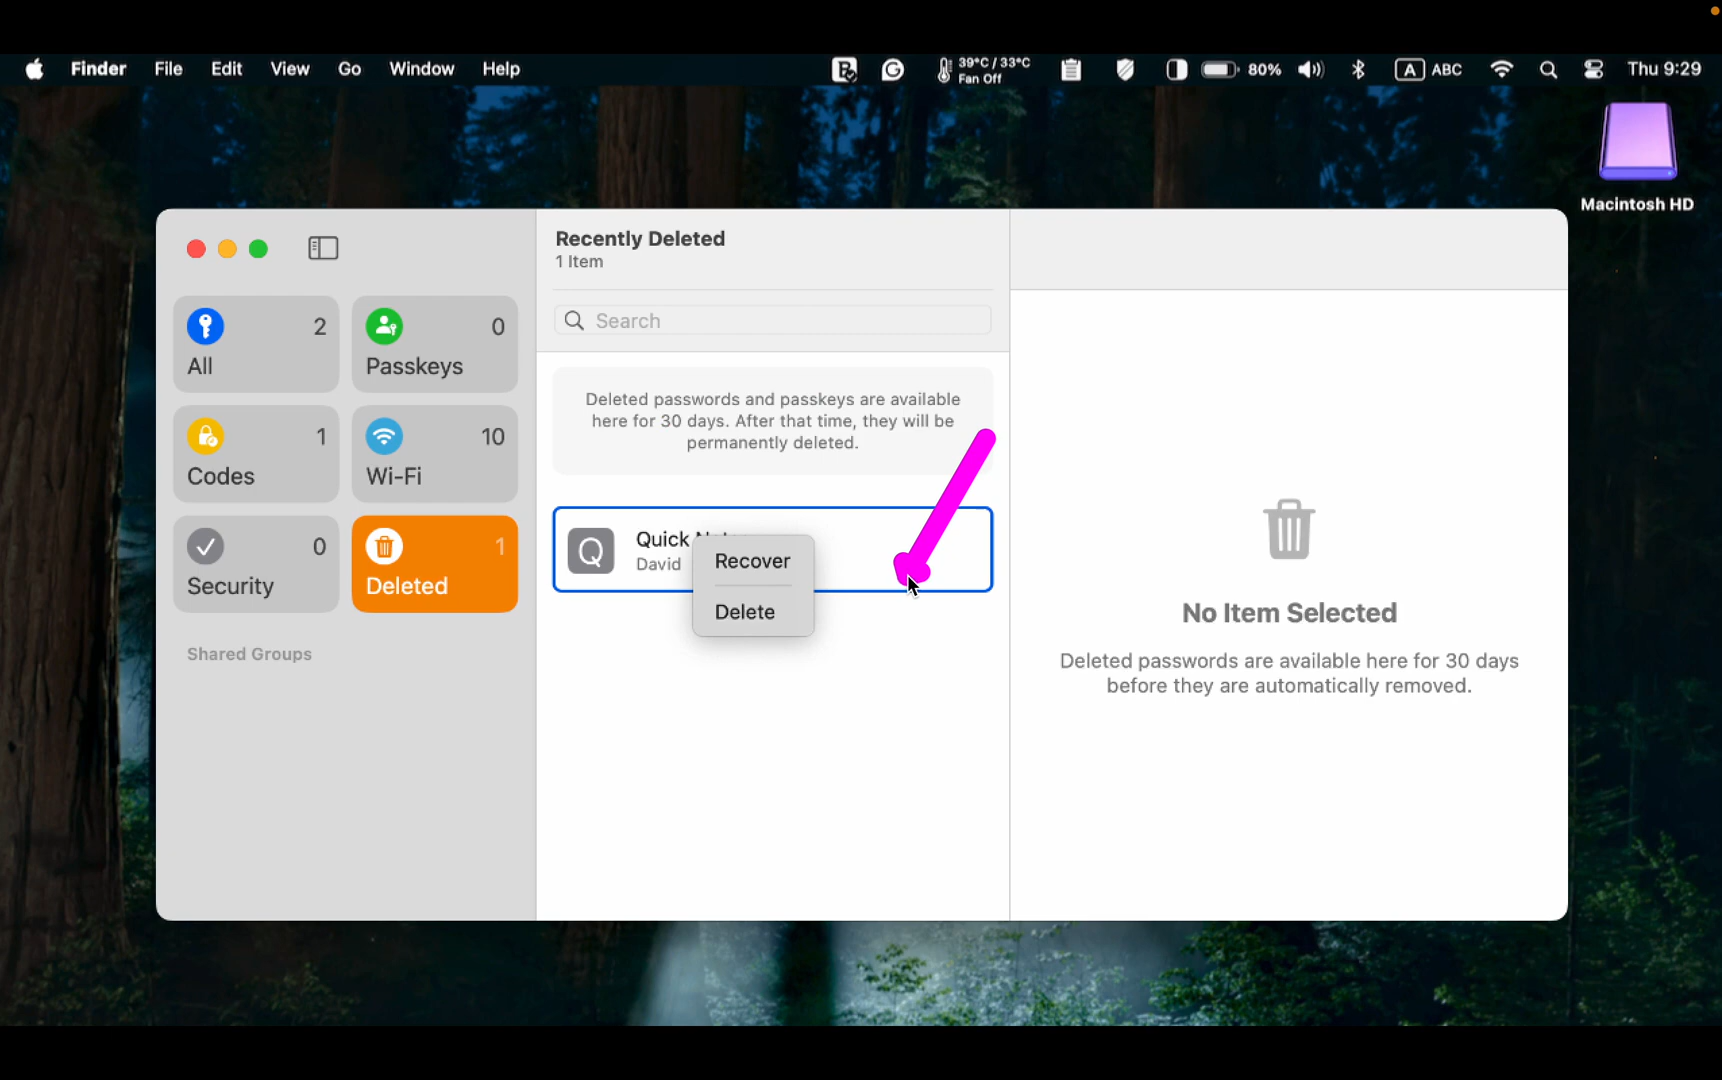 Finder File Edit View Go Window Help
39°C / 33°C
Fan Off
80%
A ABC
Thu 9:29
Macintosh HD
Recently Deleted
1 Item
Search
2
All
0
Passkeys
1
Codes
10
Wi-Fi
0
Security
1
Deleted
Shared Groups
Deleted passwords and passkeys are available
here for 30 days. After that time, they will be
permanently deleted.
Q
Quick
David
Recover
Delete
No Item Selected
Deleted passwords are available here for 30 days
before they are automatically removed.